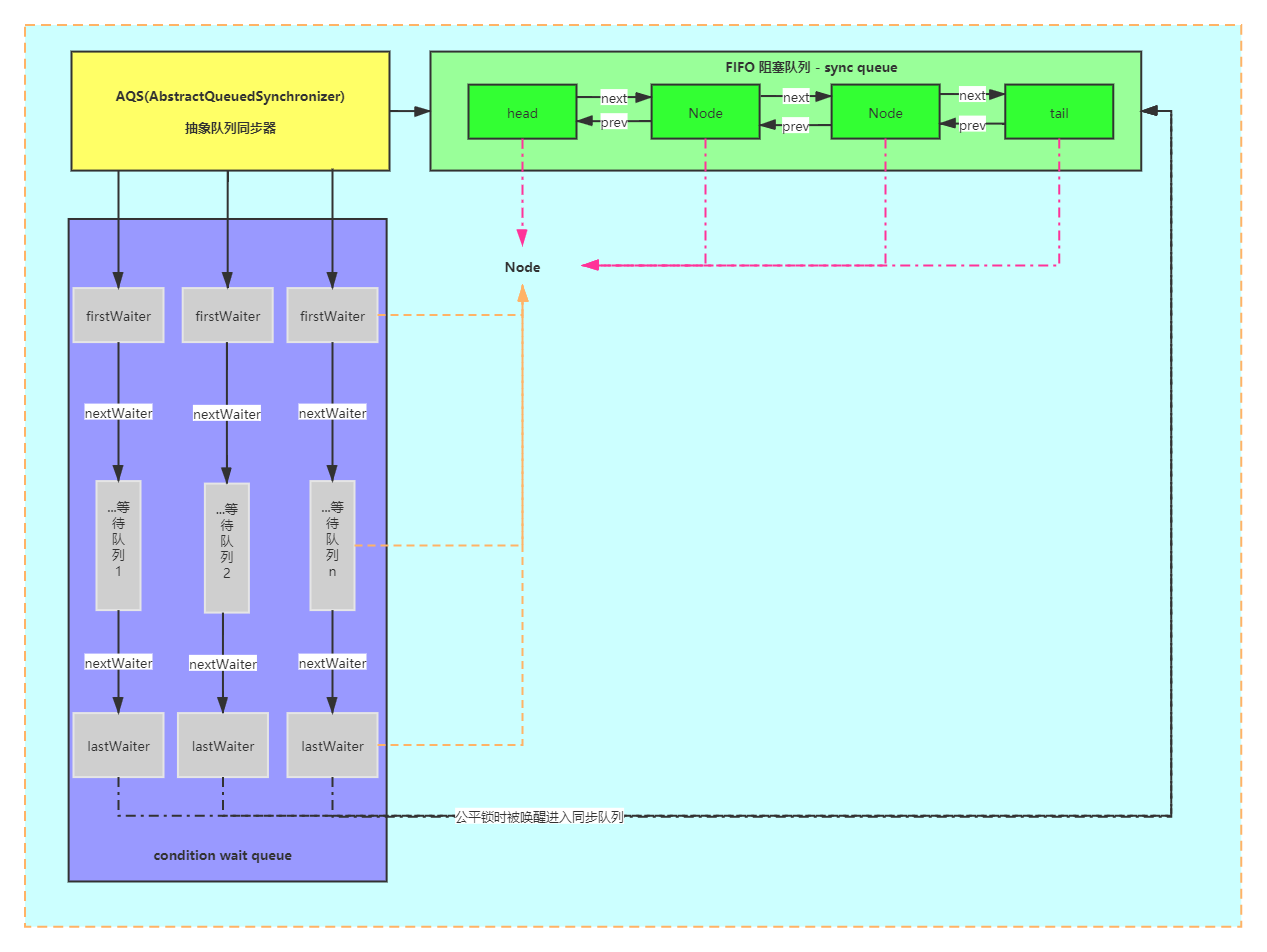 AQS(AbstractQueuedSynchronizer)
抽象队列同步器
FIFO 阻塞队列 - sync queue
head
next
prev
Node
next
prev
Node
next
prev
tail
Node
firstWaiter
firstWaiter
firstWaiter
nextWaiter
nextWaiter
nextWaiter
...等
待
队
列
1
...等
待
队
列
2
...等
待
队
列
n
nextWaiter
nextWaiter
nextWaiter
lastWaiter
lastWaiter
lastWaiter
公平锁时被唤醒进入同步队列
condition wait queue